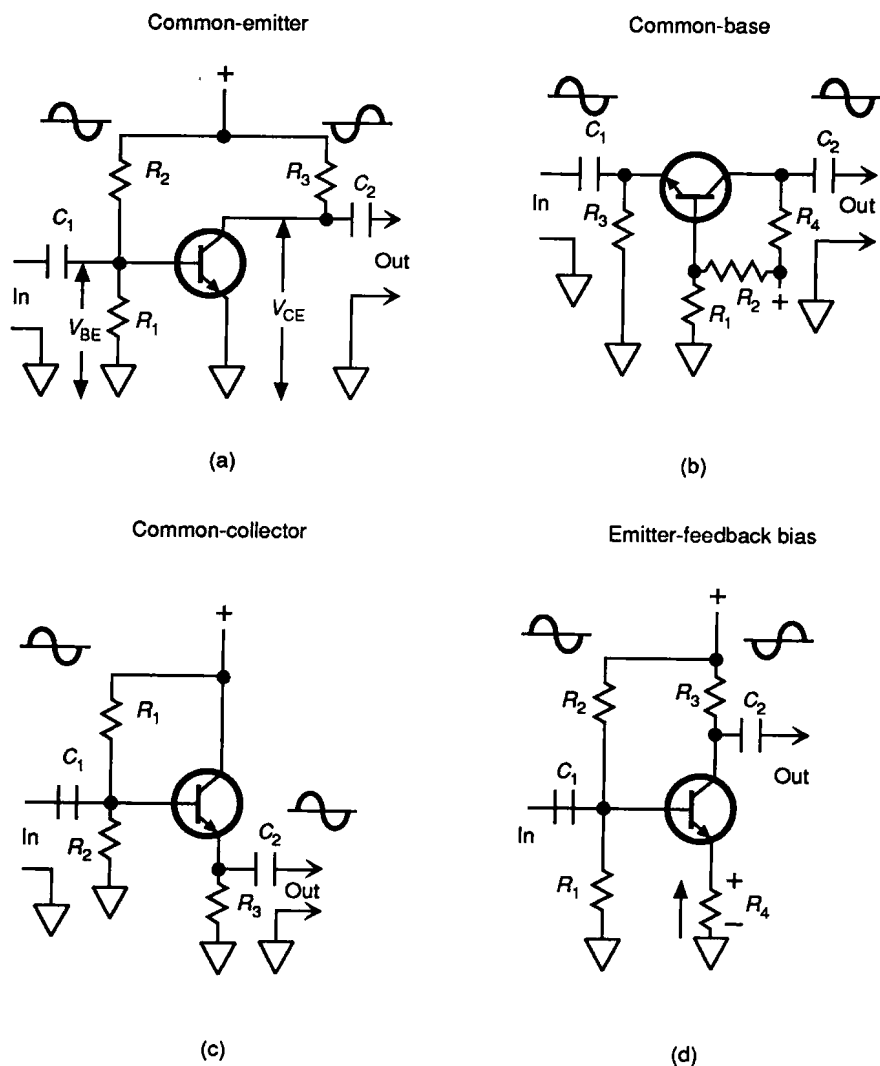 Common-emitter
+
R2
R3
C2
C1
In
Out
VBE
R1
VCE
(a)
Common-base
C1
C2
In
R3
R4
Out
R2
R1
+
(b)
Common-collector
+
R1
C1
In
R2
C2
Out
R3
(c)
Emitter-feedback bias
+
R2
R3
C2
Out
C1
In
R1
+
R4
−
(d)